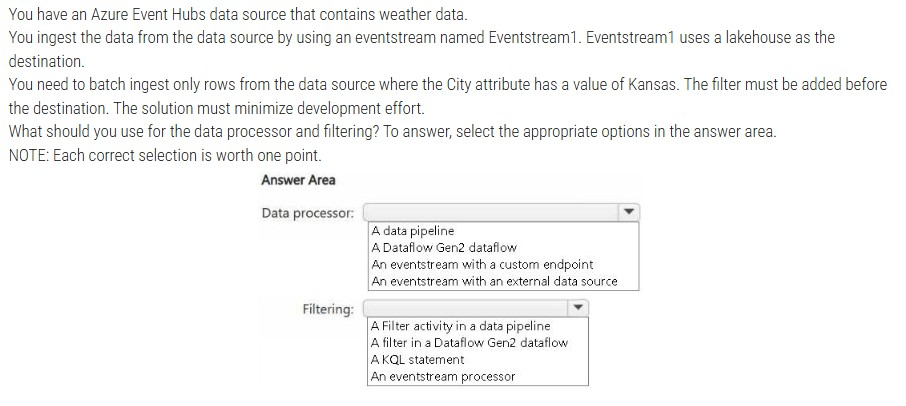 You have an Azure Event Hubs data source that contains weather data.
You ingest the data from the data source by using an eventstream named Eventstream1. Eventstream1 uses a lakehouse as the
destination.
You need to batch ingest only rows from the data source where the City attribute has a value of Kansas. The filter must be added before
the destination. The solution must minimize development effort.
What should you use for the data processor and filtering? To answer, select the appropriate options in the answer area.
NOTE: Each correct selection is worth one point.
Answer Area
Data processor:
A data pipeline
A Dataflow Gen2 dataflow
An eventstream with a custom endpoint
An eventstream with an external data source
Filtering:
A Filter activity in a data pipeline
A filter in a Dataflow Gen2 dataflow
A KQL statement
An eventstream processor